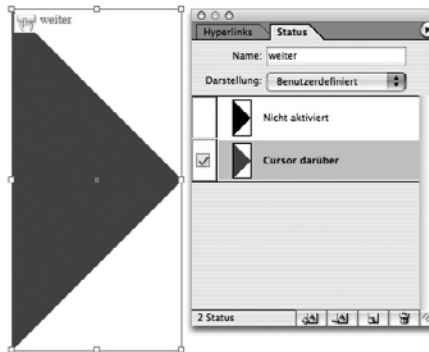 weiter
Hyperlinks Status
Name: weiter
Darstellung: Benutzerdefiniert
Nicht aktiviert
Cursor darüber
2 Status